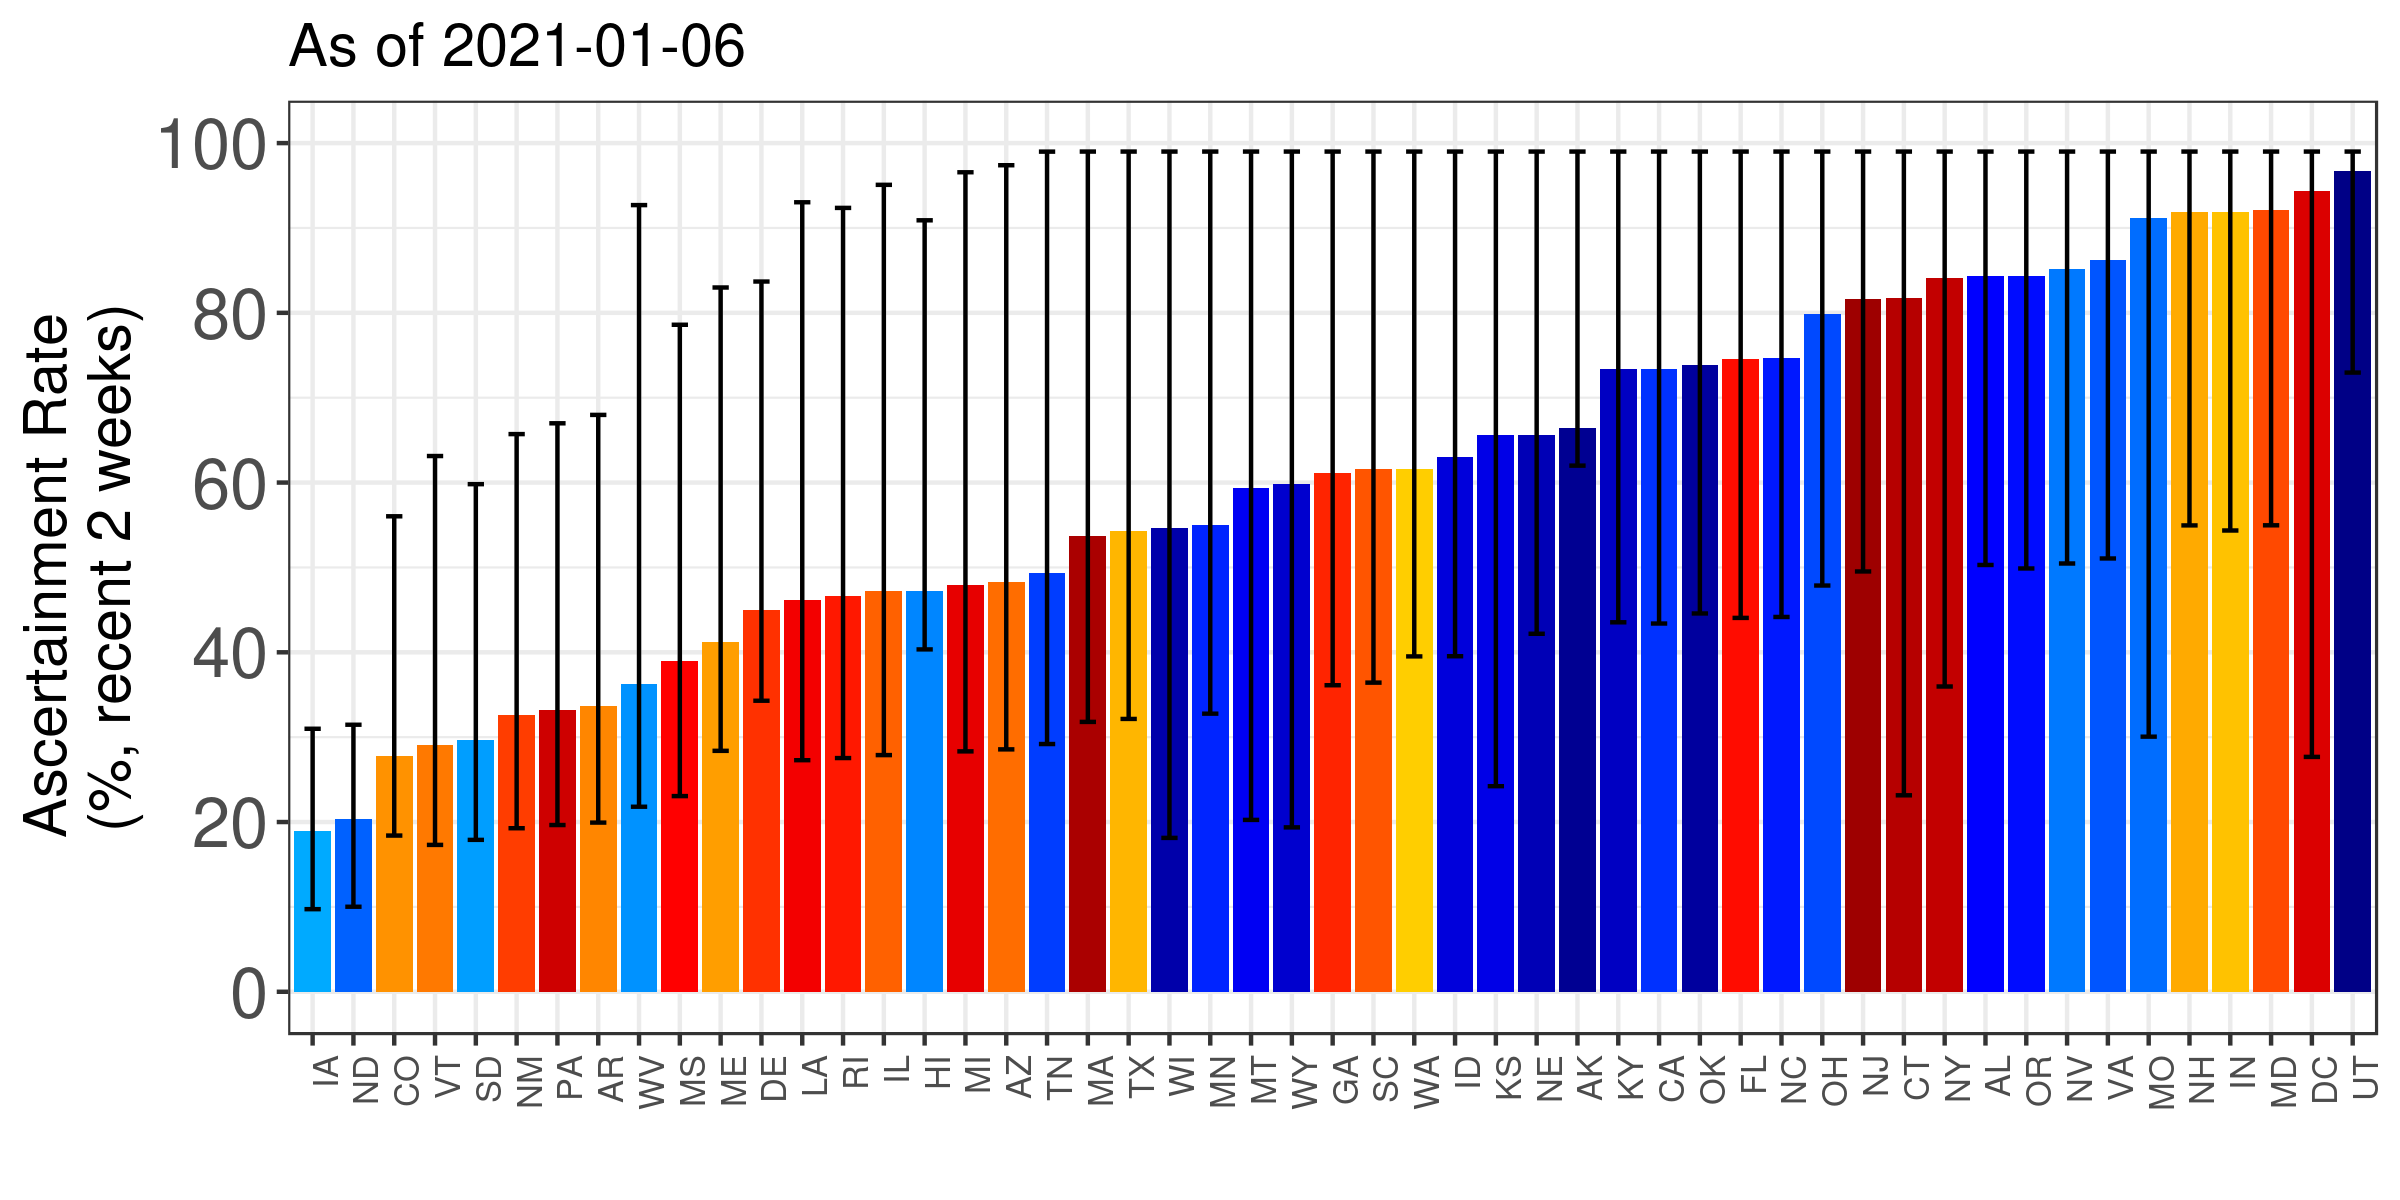 As of 2021-01-06
Ascertainment Rate
(%, recent 2 weeks)
100
80
60
40
20
0
IA ND CO VT SD NM PA AR WV MS ME DE LA RI IL HI MI AZ TN MA TX WI MN MT WY GA SC WA ID KS NE AK KY CA OK FL NC OH NJ CT NY AL OR NV VA MO NH IN MD DC UT